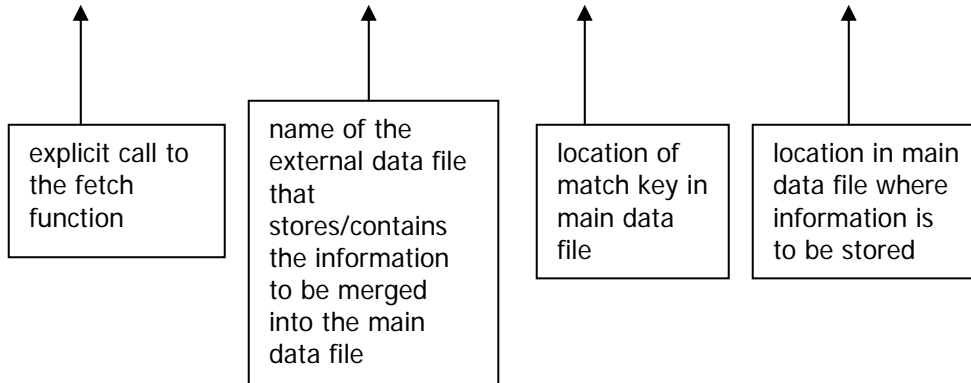 explicit call to
the fetch
function
name of the
external data file
that
stores/contains
the information
to be merged
into the main
data file
location of
match key in
main data
file
location in main
data file where
information is
to be stored